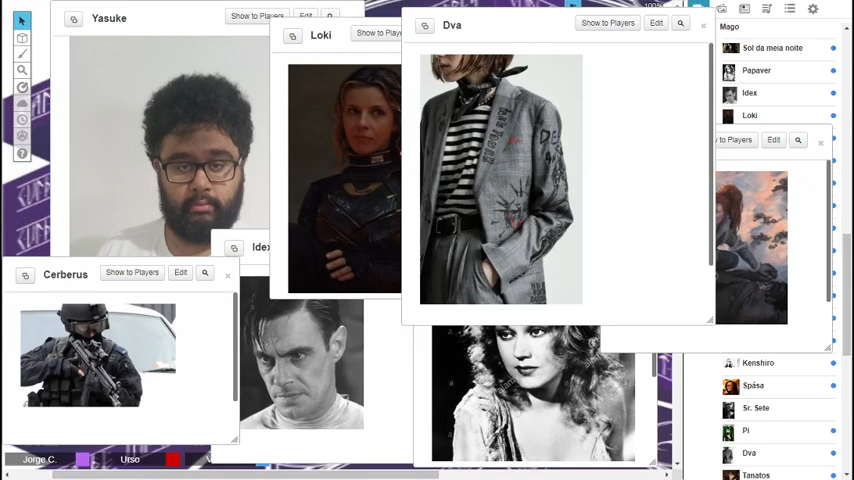 Yasuke
Show to Players
Edit
Loki
Show to Play
Dva
Show to Players
Edit
100%
Mago
Sol da meia noite
Papaver
Idex
Loki
w to Players
Edit
Idex
Cerberus
Show to Players
Edit
Kenshiro
Spása
Sr. Sete
Pi
Dva
Tanatos
Jorge C.
Urso